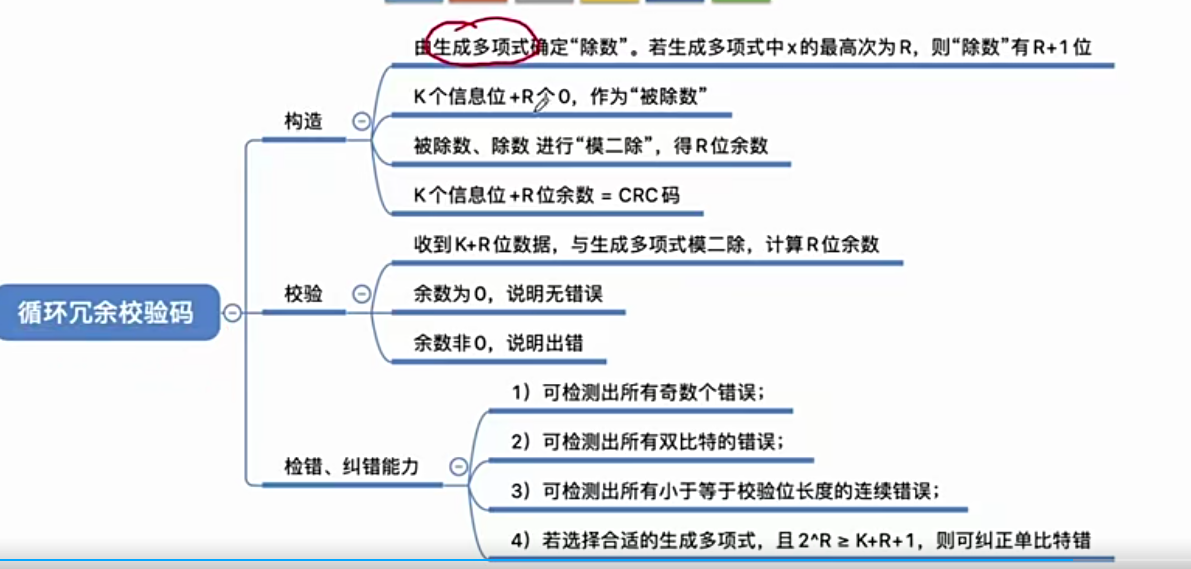 由生成多项式确定“除数”。若生成多项式中x的最高次为R，则“除数”有R+1位
K个信息位+R个0，作为“被除数”
构造
被除数、除数 进行“模二除”，得R位余数
K个信息位+R位余数 = CRC码
收到K+R位数据，与生成多项式模二除，计算R位余数
校验
余数为0，说明无错误
循环冗余校验码
余数非0，说明出错
1）可检测出所有奇数个错误；
2）可检测出所有双比特的错误；
检错、纠错能力
3）可检测出所有小于等于校验位长度的连续错误；
4）若选择合适的生成多项式，且2^R ≥ K+R+1，则可纠正单比特错